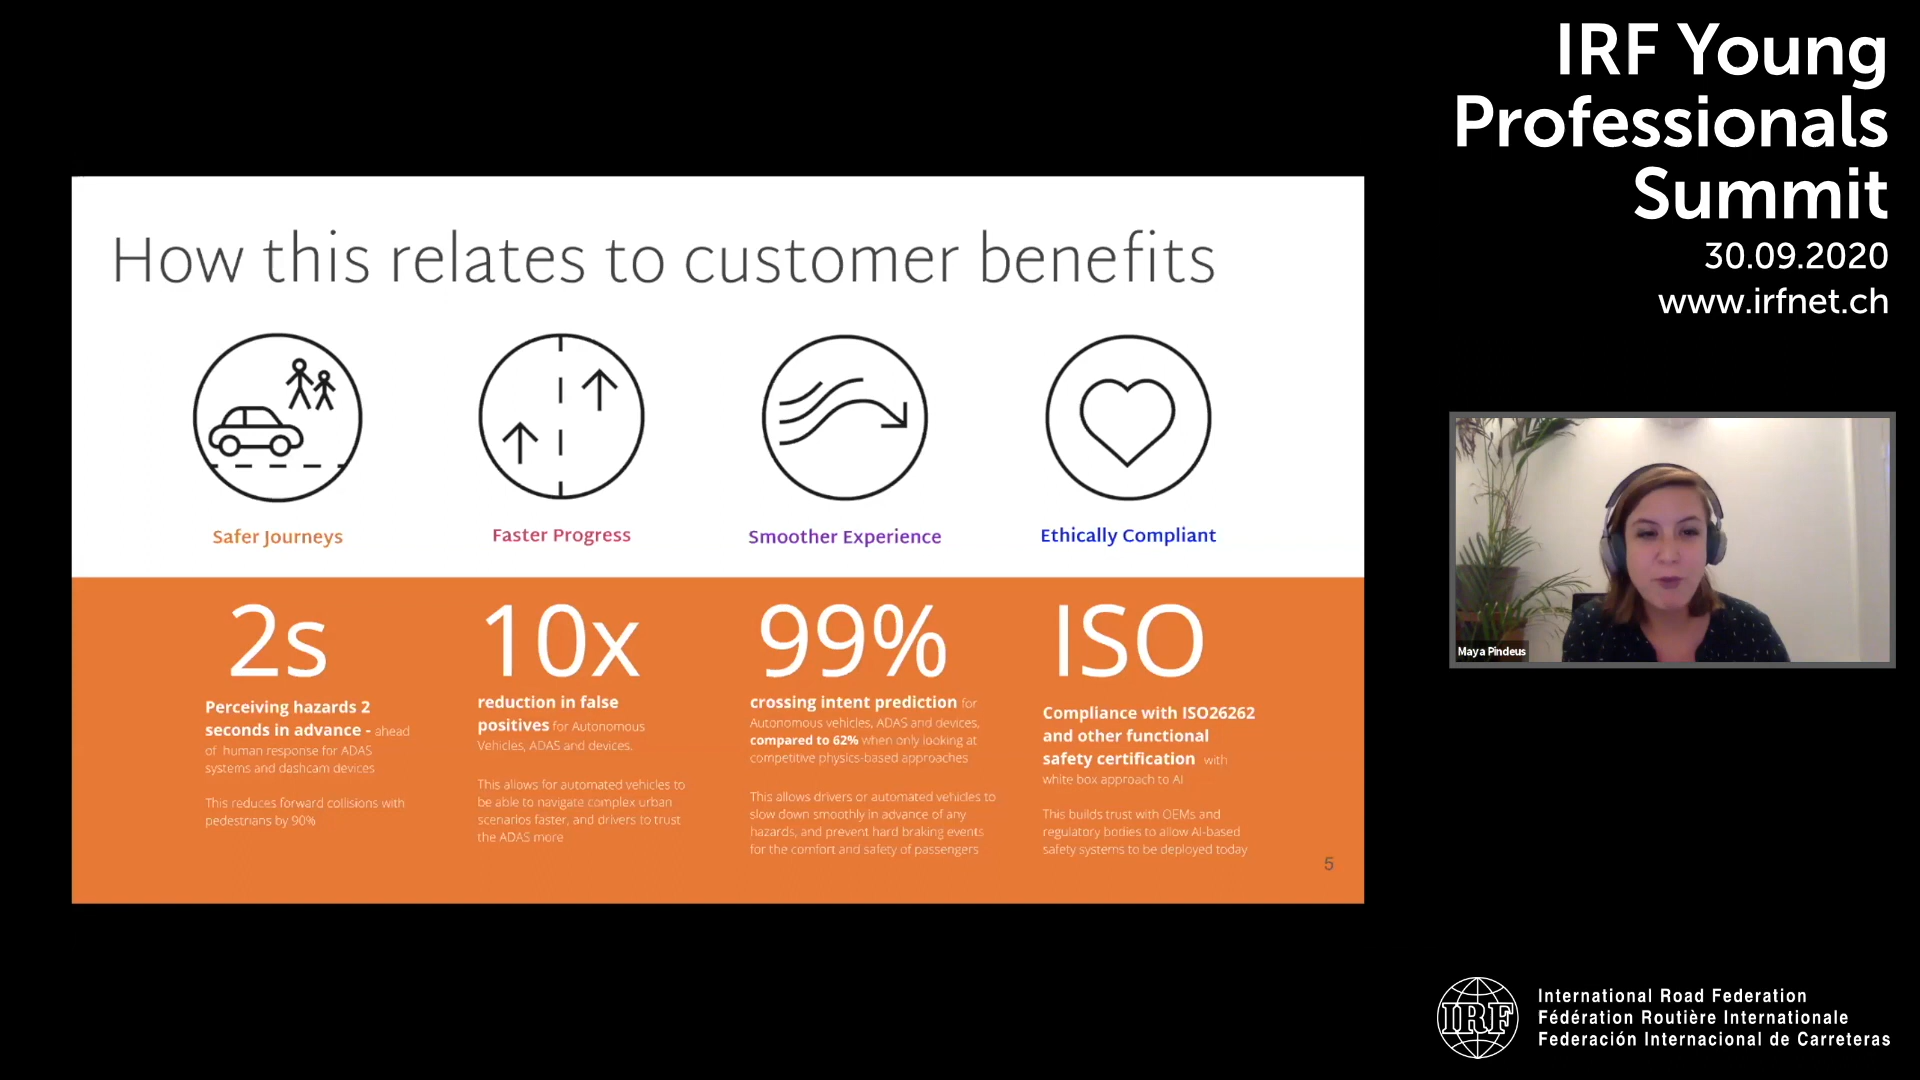 IRF Young
Professionals
Summit
30.09.2020
www.irfnet.ch
How this relates to customer benefits
Safer Journeys
Faster Progress
Smoother Experience
Ethically Compliant
2s
Perceiving hazards 2
seconds in advance - ahead
of human response for ADAS
systems and dashcam devices
This reduces forward collisions with
pedestrians by 90%
10x
reduction in false
positives for Autonomous
Vehicles, ADAS and devices.
This allows for automated vehicles to
be able to navigate complex urban
scenarios faster, and drivers to trust
the ADAS more
99%
crossing intent prediction for
Autonomous vehicles, ADAS and devices,
compared to 62% when only looking at
competitive physics-based approaches
This allows drivers or automated vehicles to
slow down smoothly in advance of any
hazards, and prevent hard braking events
for the comfort and safety of passengers
ISO
Compliance with ISO26262
and other functional
safety certification with
white box approach to AI
This builds trust with OEMs and
regulatory bodies to allow AI-based
safety systems to be deployed today
5
Maya Pindeus
IRF
International Road Federation
Fédération Routière Internationale
Federación Internacional de Carreteras